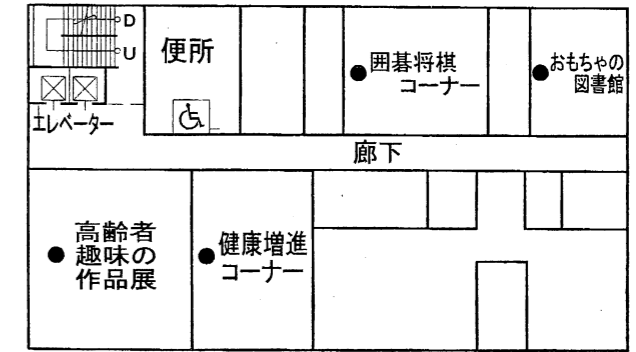 D
U
便所
エレベーター
囲碁将棋
コーナー
おもちゃの
図書館
廊下
高齢者
趣味の
作品展
健康増進
コーナー